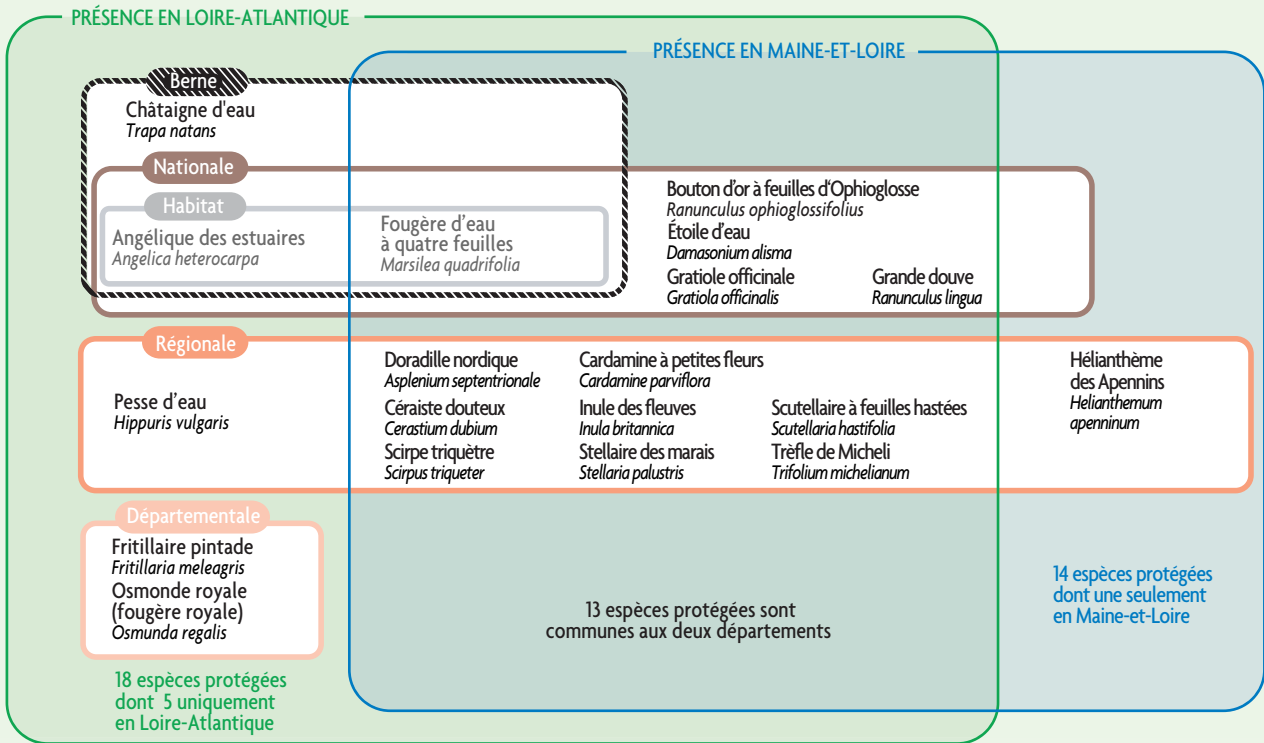 PRÉSENCE EN LOIRE-ATLANTIQUE
PRÉSENCE EN MAINE-ET-LOIRE
Berne
Châtaigne d'eau
Trapa natans
Nationale
Habitat
Angélique des estuaires
Angelica heterocarpa
Fougère d’eau
à quatre feuilles
Marsilea quadrifolia
Bouton d’or à feuilles d‘Ophioglosse
Ranunculus ophioglossifolius
Étoile d’eau
Damasonium alisma
Gratiole officinale
Gratiola officinalis
Grande douve
Ranunculus lingua
Régionale
Pesse d’eau
Hippuris vulgaris
Doradille nordique
Asplenium septentrionale
Céraiste douteux
Cerastium dubium
Scirpe triquètre
Scirpus triqueter
Cardamine à petites fleurs
Cardamine parviflora
Inule des fleuves
Inula britannica
Stellaire des marais
Stellaria palustris
Scutellaire à feuilles hastées
Scutellaria hastifolia
Trèfle de Micheli
Trifolium michelianum
Hélianthème
des Apennins
Helianthemum
apenninum
Départementale
Fritillaire pintade
Fritillaria meleagris
Osmonde royale
(fougère royale)
Osmunda regalis
18 espèces protégées
dont 5 uniquement
en Loire-Atlantique
13 espèces protégées sont
communes aux deux départements
14 espèces protégées
dont une seulement
en Maine-et-Loire